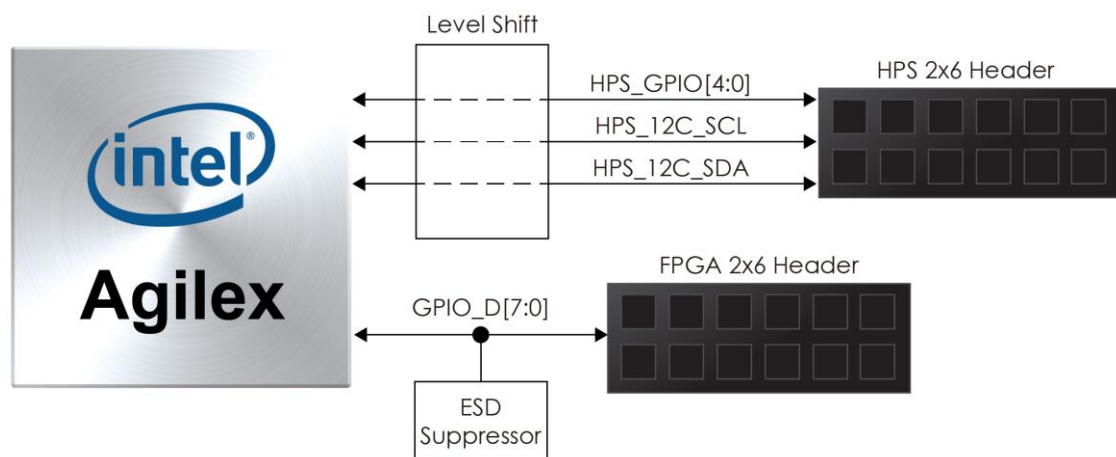 Level Shift
HPS_GPIO[4:0]
HPS 2x6 Header
HPS_12C_SCL
HPS_12C_SDA
intel®
Agilex
FPGA 2x6 Header
GPIO_D[7:0]
ESD
Suppressor